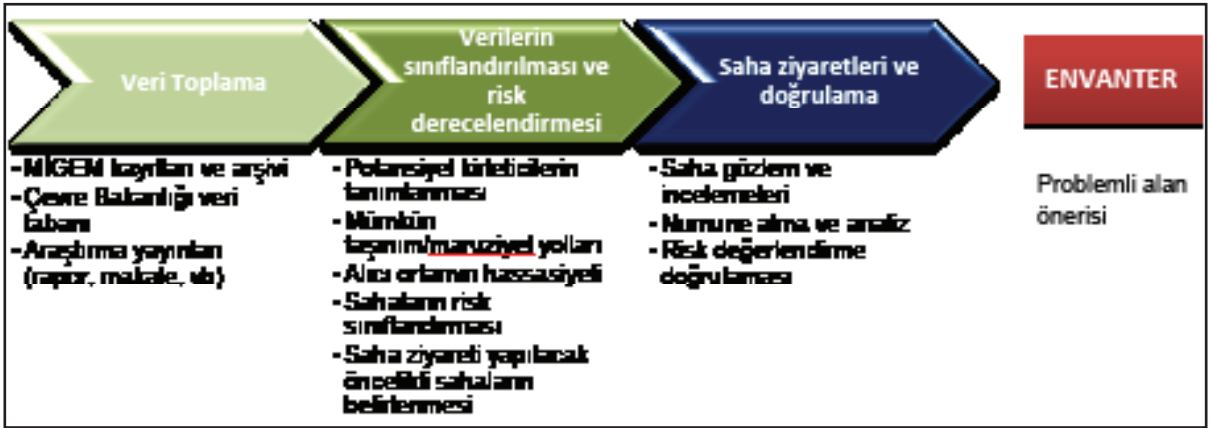 Veri Toplama
Verilerin
sınıflandırılması ve
risk
derecelendirmesi
Saha ziyaretleri ve
doğrulama
ENVANTER
-MİGEM kayıtları ve arşivi
-Çevre Bakanlığı veri
tabanı
-Araştırma yayınları
(rapor, makale, vb)
-Potansiyel kirleticilerin
tanımlanması
-Mümkün
taşınım/maruziyet yolları
-Alıcı ortamın hassasiyeti
-Sahaların risk
sınıflandırması
-Saha ziyareti yapılacak
öncelikli sahaların
belirlenmesi
-Saha gözlem ve
incelemeleri
-Numune alma ve analiz
-Risk değerlendirme
doğrulaması
Problemli alan
önerisi